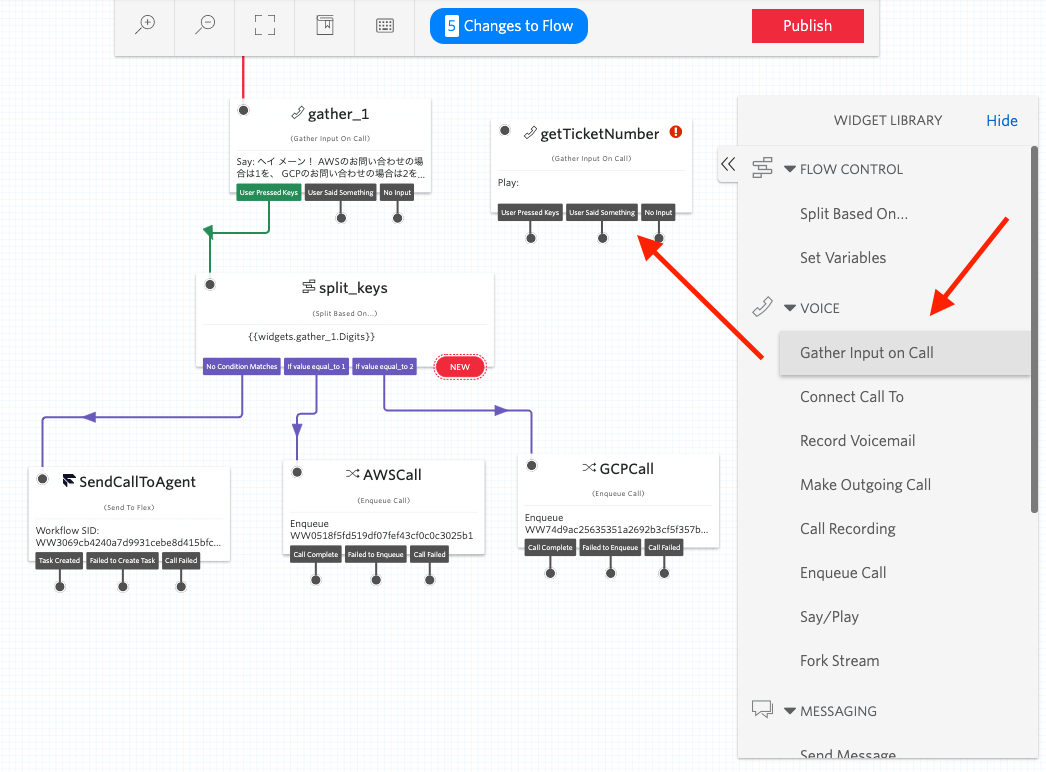 5 Changes to Flow
Publish
gather_1
(Gather Input On Call)
Say: ヘイ メーン！ AWSのお問い合わせの場
合は1を、 GCPのお問い合わせの場合は2を...
User Pressed Keys
User Said Something
No Input
getTicketNumber
(Gather Input On Call)
Play:
User Pressed Keys
User Said Something
No Input
split_keys
(Split Based On...)
{{widgets.gather_1.Digits}}
No Condition Matches
If value equal_to 1
If value equal_to 2
NEW
SendCallToAgent
(Send To Flex)
Workflow SID:
WW3069cb4240a7d9931cebe8d415bfc...
Task Created
Failed to Create Task
Call Failed
AWSCall
(Enqueue Call)
Enqueue
WW0518f5fd519df07fef43cf0c0c3025b1
Call Complete
Failed to Enqueue
Call Failed
GCPCall
(Enqueue Call)
Enqueue
WW74d9ac25635351a2692b3cf5f357b...
Call Complete
Failed to Enqueue
Call Failed
WIDGET LIBRARY
Hide
FLOW CONTROL
Split Based On...
Set Variables
VOICE
Gather Input on Call
Connect Call To
Record Voicemail
Make Outgoing Call
Call Recording
Enqueue Call
Say/Play
Fork Stream
MESSAGING
Send Message